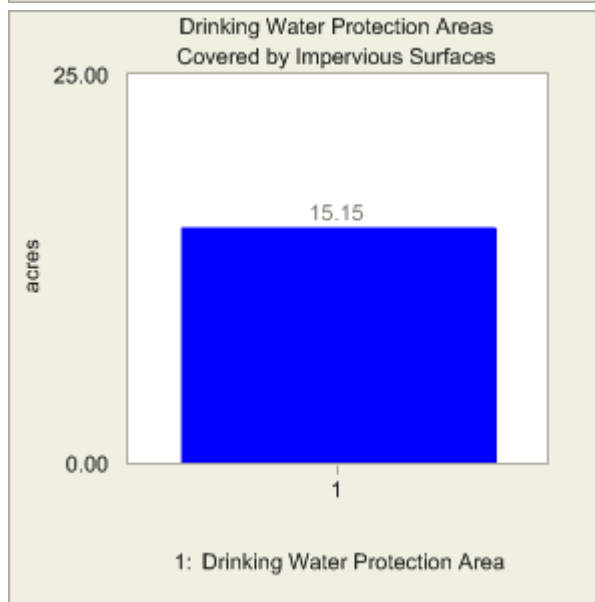 Drinking Water Protection Areas
Covered by Impervious Surfaces
25.00
15.15
acres
0.00
1
1: Drinking Water Protection Area